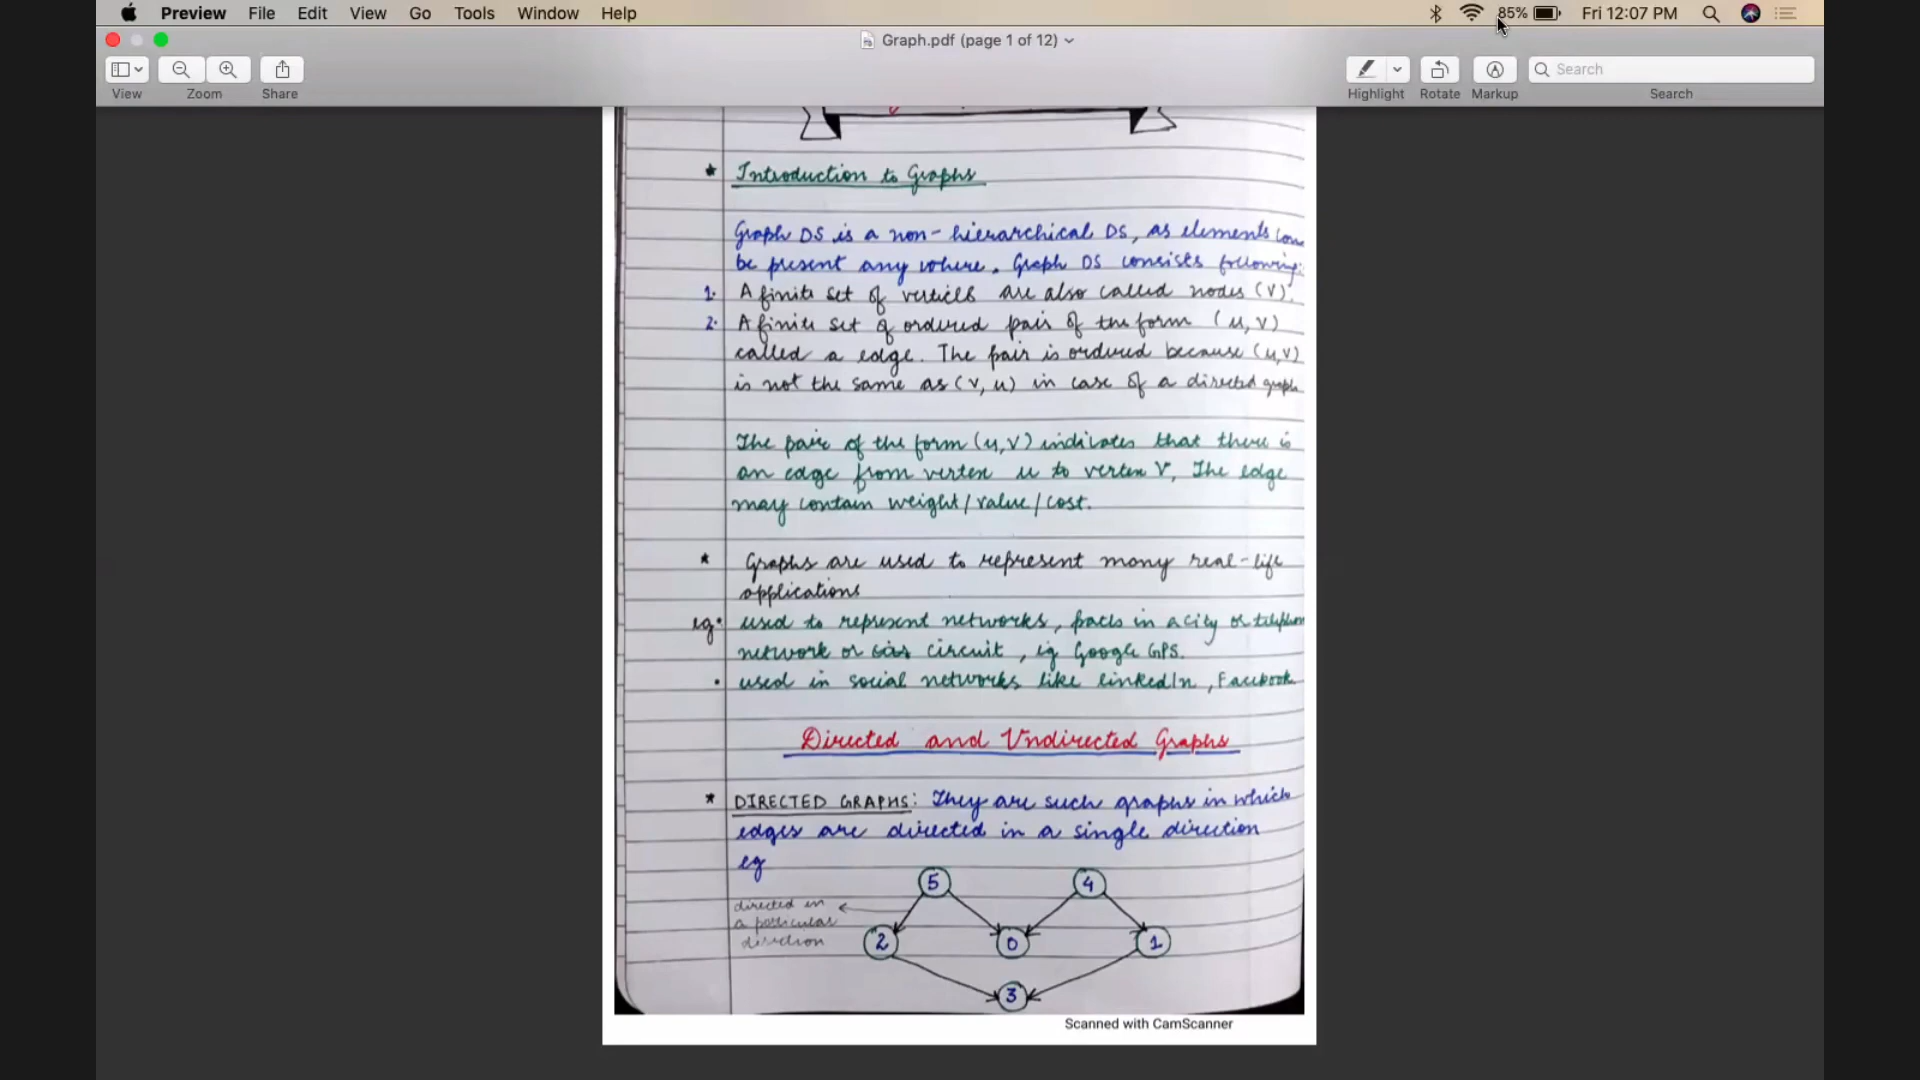 Preview File Edit View Go Tools Window Help 85% Fri 12:07 PM
Graph.pdf (page 1 of 12)
View Zoom Share Highlight Rotate Markup Search
Search
* Introduction to Graphs
Graph DS is a non-hierarchical DS, as elements can
be present any where. Graph DS consists following:
1. A finite set of vertices are also called nodes (V).
2. A finite set of ordered pair of the form (u,v)
called a edge. The pair is ordered because (u,v)
is not the same as (v,u) in case of a directed graph
The pair of the form (u,v) indicates that there is
an edge from vertex u to vertex v, The edge
may contain weight/value/cost.
* Graphs are used to represent many real-life
applications
eg• used to represent networks, paths in a city or telephone
network or circuit, eg Google GPS.
• used in social networks like linkedIn, Facebook
Directed and Undirected Graphs
* DIRECTED GRAPHS: They are such graphs in which
edges are directed in a single direction
eg
5 4
directed in
a particular
direction
2 0 1
3
Scanned with CamScanner